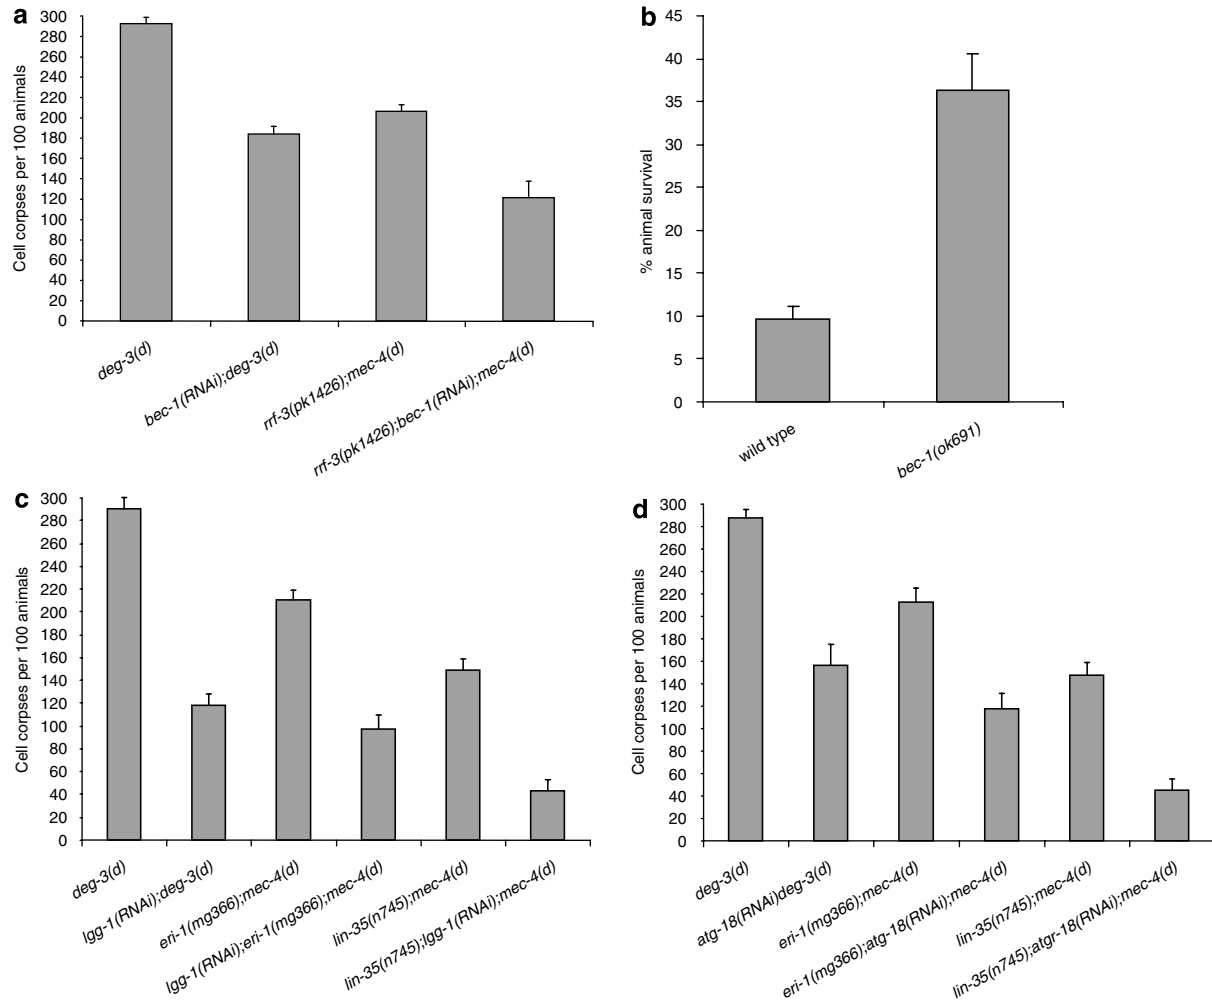 a
Cell corpses per 100 animals
300
280
260
240
220
200
180
160
140
120
100
80
60
40
20
0
deg-3(d)
bec-1(RNAi);deg-3(d)
rrf-3(pk1426);mec-4(d)
rrf-3(pk1426);bec-1(RNAi);mec-4(d)
b
% animal survival
45
40
35
30
25
20
15
10
5
0
wild type
bec-1(ok691)
c
Cell corpses per 100 animals
300
280
260
240
220
200
180
160
140
120
100
80
60
40
20
0
deg-3(d)
lgg-1(RNAi);deg-3(d)
eri-1(mg366);mec-4(d)
lgg-1(RNAi);eri-1(mg366);mec-4(d)
lin-35(n745);mec-4(d)
lin-35(n745);lgg-1(RNAi);mec-4(d)
d
Cell corpses per 100 animals
300
280
260
240
220
200
180
160
140
120
100
80
60
40
20
0
deg-3(d)
atg-18(RNAi)deg-3(d)
eri-1(mg366);mec-4(d)
eri-1(mg366);atg-18(RNAi);mec-4(d)
lin-35(n745);mec-4(d)
lin-35(n745);atgr-18(RNAi);mec-4(d)